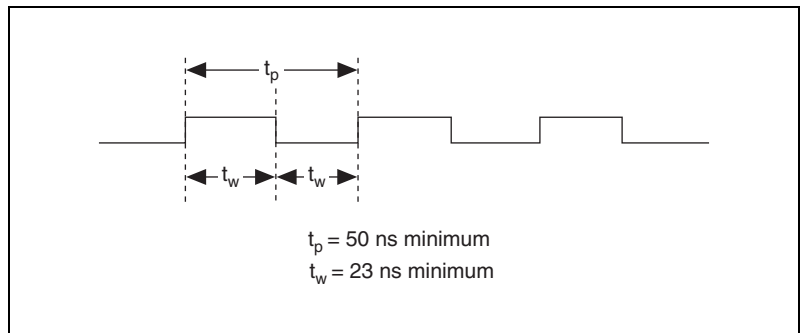 tp
tw tw
tp = 50 ns minimum
tw = 23 ns minimum